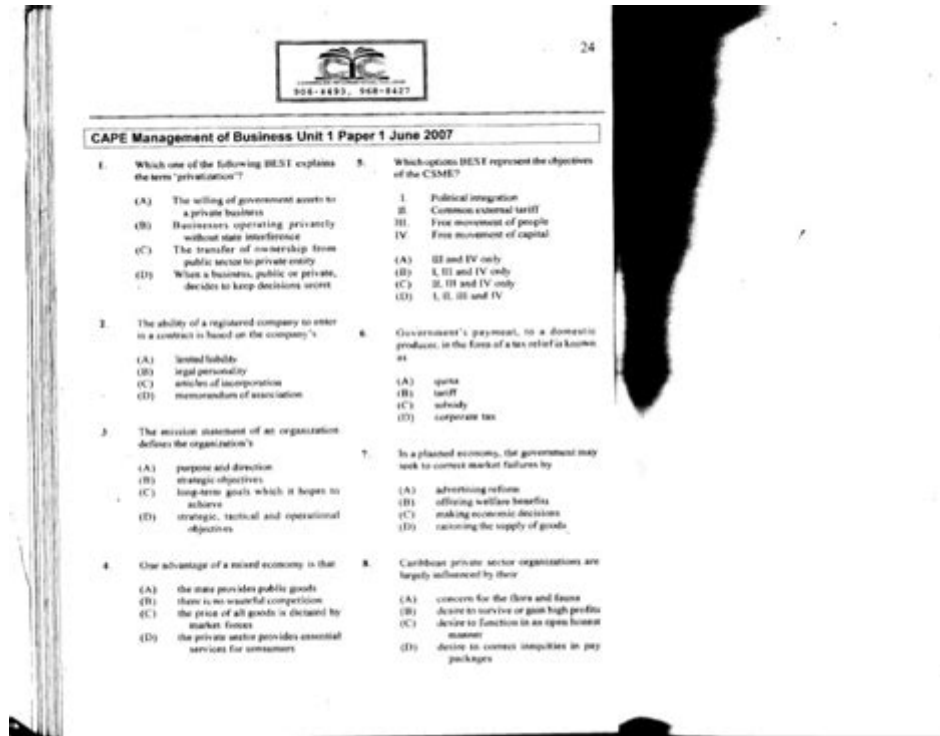 24
CIC
908-4493, 968-8427
CAPE Management of Business Unit 1 Paper 1 June 2007
1. Which one of the following BEST explains
the term "privatization"?
(A) The selling of government assets to
a private business
(B) Businesses operating privately
without state interference
(C) The transfer of ownership from
public sector to private entity
(D) When a business, public or private,
decides to keep decisions secret
2. The ability of a registered company to enter
in a contract is based on the company's
(A) limited liability
(B) legal personality
(C) articles of incorporation
(D) memorandum of association
3 The mission statement of an organization
defines the organization's
(A) purpose and direction
(B) strategic objectives
(C) long-term goals which it hopes to
achieve
(D) strategic, tactical and operational
objectives
4. One advantage of a mixed economy is that
(A) the state provides public goods
(B) there is no wasteful competition
(C) the price of all goods is dictated by
market forces
(D) the private sector provides essential
services for consumers
5. Which options BEST represent the objectives
of the CSME?
I. Political integration
II. Common external tariff
III. Free movement of people
IV. Free movement of capital
(A) III and IV only
(B) I, III and IV only
(C) II, III and IV only
(D) I, II, III and IV
6. Government's payment, to a domestic
producer, in the form of a tax relief is known
as
(A) quota
(B) tariff
(C) subsidy
(D) corporate tax
7. In a planned economy, the government may
seek to correct market failures by
(A) advertising reforms
(B) offering welfare benefits
(C) making economic decisions
(D) rationing the supply of goods
8. Caribbean private sector organizations are
largely influenced by their
(A) concern for the flora and fauna
(B) desire to survive or gain high profits
(C) desire to function in an open honest
manner
(D) desire to correct inequities in pay
packages